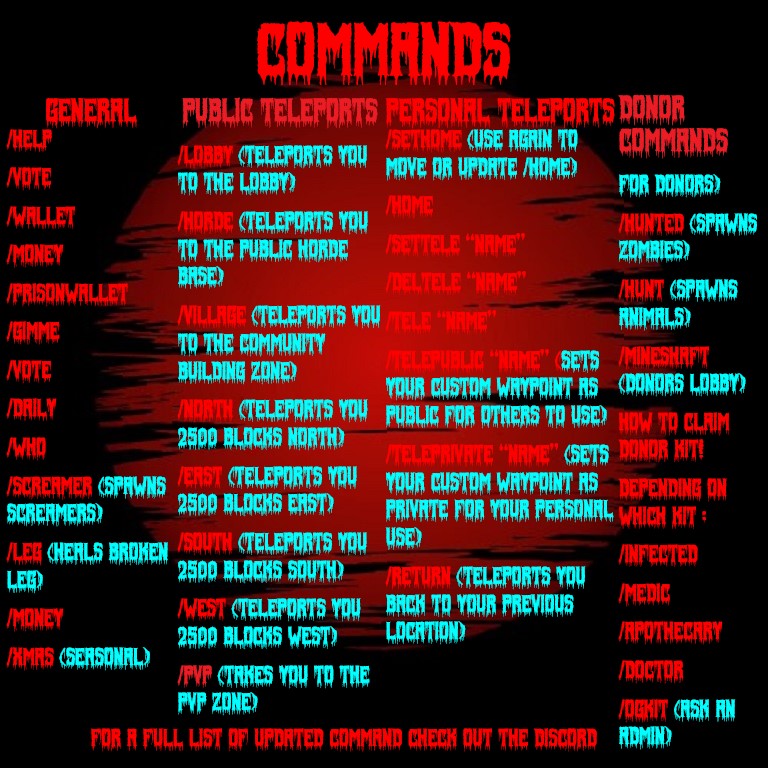 COMMANDS
GENERAL
/HELP
/VOTE
/WALLET
/MONEY
/PRISONWALLET
/GIMME
/VOTE
/DAILY
/WHO
/SCREAMER (SPAWNS
SCREAMERS)
/LEG (HEALS BROKEN
LEG)
/MONEY
/XMAS (SEASONAL)
PUBLIC TELEPORTS
/LOBBY (TELEPORTS YOU
TO THE LOBBY)
/HORDE (TELEPORTS YOU
TO THE PUBLIC HORDE
BASE)
/VILLAGE (TELEPORTS YOU
TO THE COMMUNITY
BUILDING ZONE)
/NORTH (TELEPORTS YOU
2500 BLOCKS NORTH)
/EAST (TELEPORTS YOU
2500 BLOCKS EAST)
/SOUTH (TELEPORTS YOU
2500 BLOCKS SOUTH)
/WEST (TELEPORTS YOU
2500 BLOCKS WEST)
/PVP (TAKES YOU TO THE
PVP ZONE)
PERSONAL TELEPORTS
/SETHOME (USE AGAIN TO
MOVE OR UPDATE /HOME)
/HOME
/SETTELE “NAME”
/DELTELE “NAME”
/TELE “NAME”
/TELEPUBLIC “NAME” (SETS
YOUR CUSTOM WAYPOINT AS
PUBLIC FOR OTHERS TO USE)
/TELEPRIVATE “NAME” (SETS
YOUR CUSTOM WAYPOINT AS
PRIVATE FOR YOUR PERSONAL
USE)
/RETURN (TELEPORTS YOU
BACK TO YOUR PREVIOUS
LOCATION)
DONOR
COMMANDS
FOR DONORS)
/HUNTED (SPAWNS
ZOMBIES)
/HUNT (SPAWNS
ANIMALS)
/MINESHAFT
(DONORS LOBBY)
HOW TO CLAIM
DONOR KIT!
DEPENDING ON
WHICH KIT :
/INFECTED
/MEDIC
/APOTHECARY
/DOCTOR
/OGKIT (ASK AN
ADMIN)
FOR A FULL LIST OF UPDATED COMMAND CHECK OUT THE DISCORD